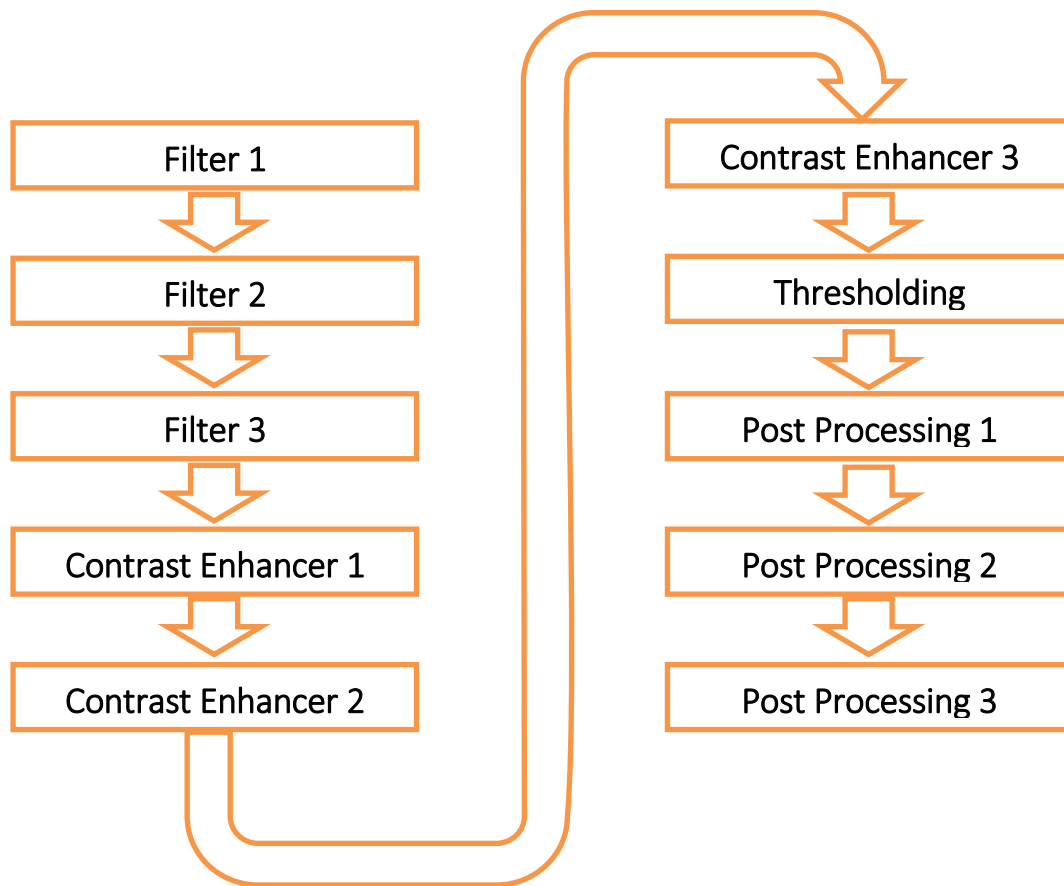 Filter 1
Filter 2
Filter 3
Contrast Enhancer 1
Contrast Enhancer 2
Contrast Enhancer 3
Thresholding
Post Processing 1
Post Processing 2
Post Processing 3